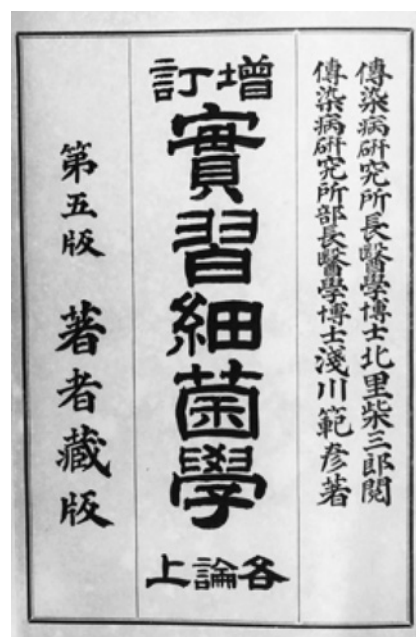 傳染病研究所長醫學博士北里柴三郎閲
傳染病研究所部長醫學博士淺川範彦著
增訂
實習細菌學
各論上
第五版 著者藏版